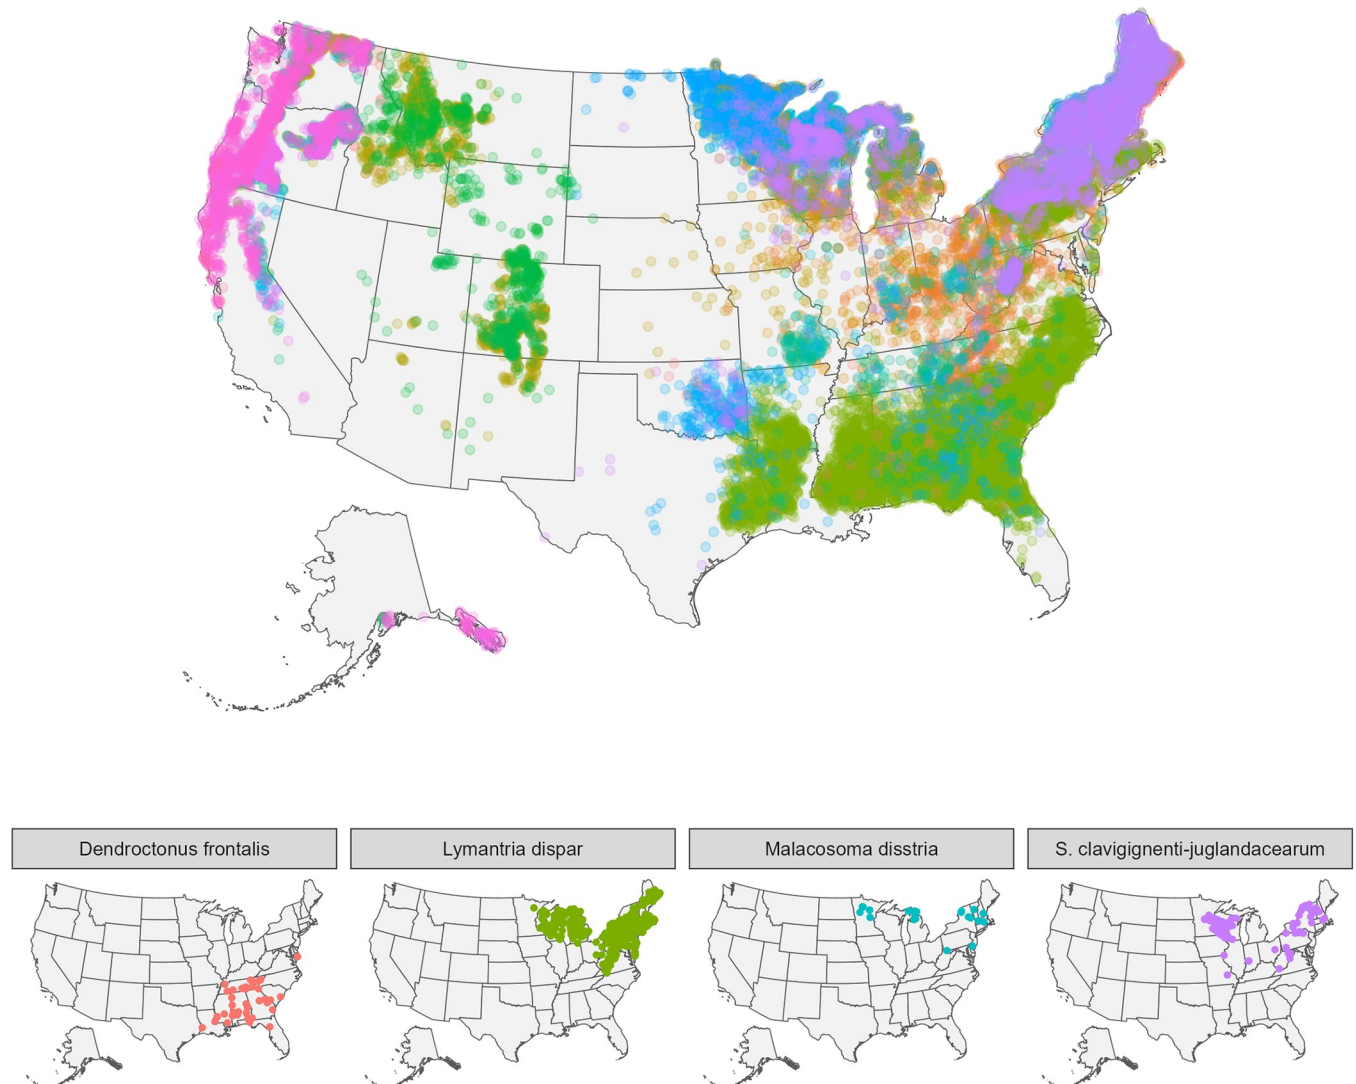 Dendroctonus frontalis
Lymantria dispar
Malacosoma disstria
S. clavigignenti-juglandacearum